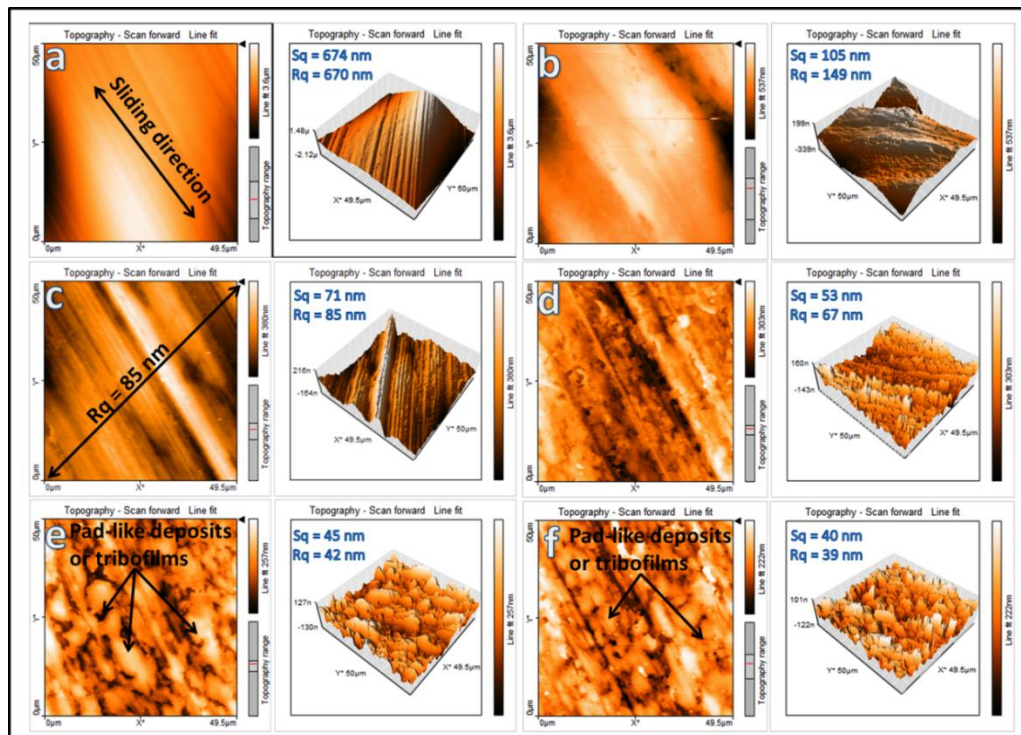 Topography - Scan forward Line fit
a
Sliding direction
50µm
Y*
0µm
0µm X* 49.5µm
Line fit 3.6µm
Topography range
Topography - Scan forward Line fit
Sq = 674 nm
Rq = 670 nm
1.48µ
-2.12µ
Y* 50µm
X* 49.5µm
Line fit 3.6µm
Topography - Scan forward Line fit
b
50µm
Y*
0µm
0µm X* 49.5µm
Line fit 537nm
Topography range
Topography - Scan forward Line fit
Sq = 105 nm
Rq = 149 nm
199n
-339n
Y* 50µm
X* 49.5µm
Line fit 537nm
Topography - Scan forward Line fit
c
Rq = 85 nm
50µm
Y*
0µm
0µm X* 49.5µm
Line fit 380nm
Topography range
Topography - Scan forward Line fit
Sq = 71 nm
Rq = 85 nm
216n
-164n
Y* 50µm
X* 49.5µm
Line fit 380nm
Topography - Scan forward Line fit
d
50µm
Y*
0µm
0µm X* 49.5µm
Line fit 303nm
Topography range
Topography - Scan forward Line fit
Sq = 53 nm
Rq = 67 nm
160n
-143n
Y* 50µm
X* 49.5µm
Line fit 303nm
Topography - Scan forward Line fit
e
Pad-like deposits
or tribofilms
50µm
Y*
0µm
0µm X* 49.5µm
Line fit 257nm
Topography range
Topography - Scan forward Line fit
Sq = 45 nm
Rq = 42 nm
127n
-130n
Y* 50µm
X* 49.5µm
Line fit 257nm
Topography - Scan forward Line fit
f
Pad-like deposits
or tribofilms
50µm
Y*
0µm
0µm X* 49.5µm
Line fit 222nm
Topography range
Topography - Scan forward Line fit
Sq = 40 nm
Rq = 39 nm
101n
-122n
Y* 50µm
X* 49.5µm
Line fit 222nm